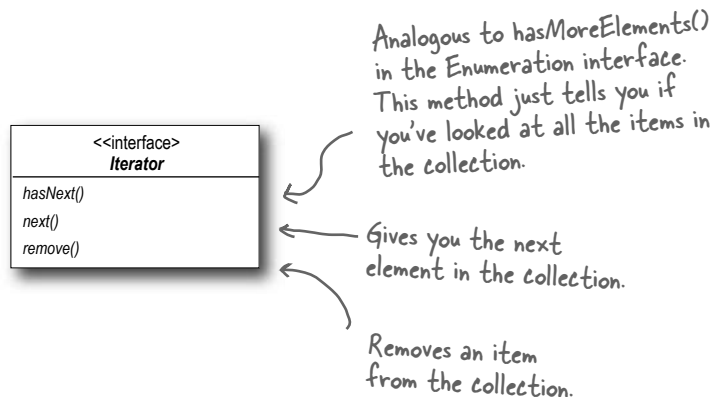 Analogous to hasMoreElements()
in the Enumeration interface.
This method just tells you if
you've looked at all the items in
the collection.
<<interface>
Iterator
hasNext()
next()
remove()
Gives you the next
element in the collection.
Removes an item
from the collection.